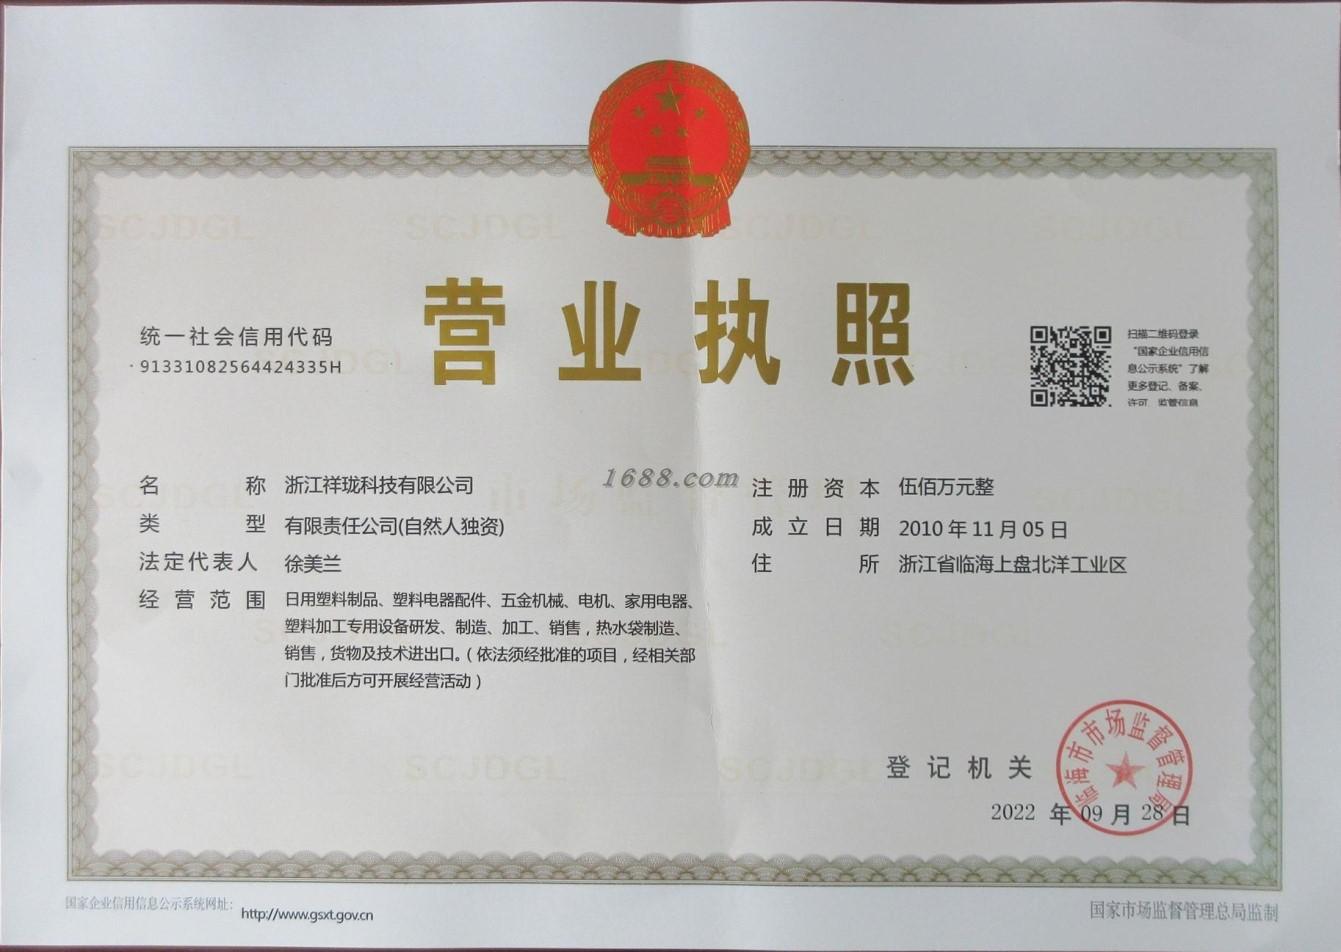 营业执照
统一社会信用代码
91331082564424335H
扫描二维码登录
“国家企业信用信
息公示系统”了解
更多登记、备案、
许可、监管信息
1688.com
名称 浙江祥珑科技有限公司
类型 有限责任公司(自然人独资)
法定代表人 徐美兰
经营范围 日用塑料制品、塑料电器配件、五金机械、电机、家用电器、
塑料加工专用设备研发、制造、加工、销售，热水袋制造、
销售，货物及技术进出口。(依法须经批准的项目，经相关部
门批准后方可开展经营活动)
注册资本 伍佰万元整
成立日期 2010年11月05日
住所 浙江省临海上盘北洋工业区
登记机关
临海市市场监督管理局
2022年09月28日
国家企业信用信息公示系统网址：
http://www.gsxt.gov.cn
国家市场监督管理总局监制
SCJDGL